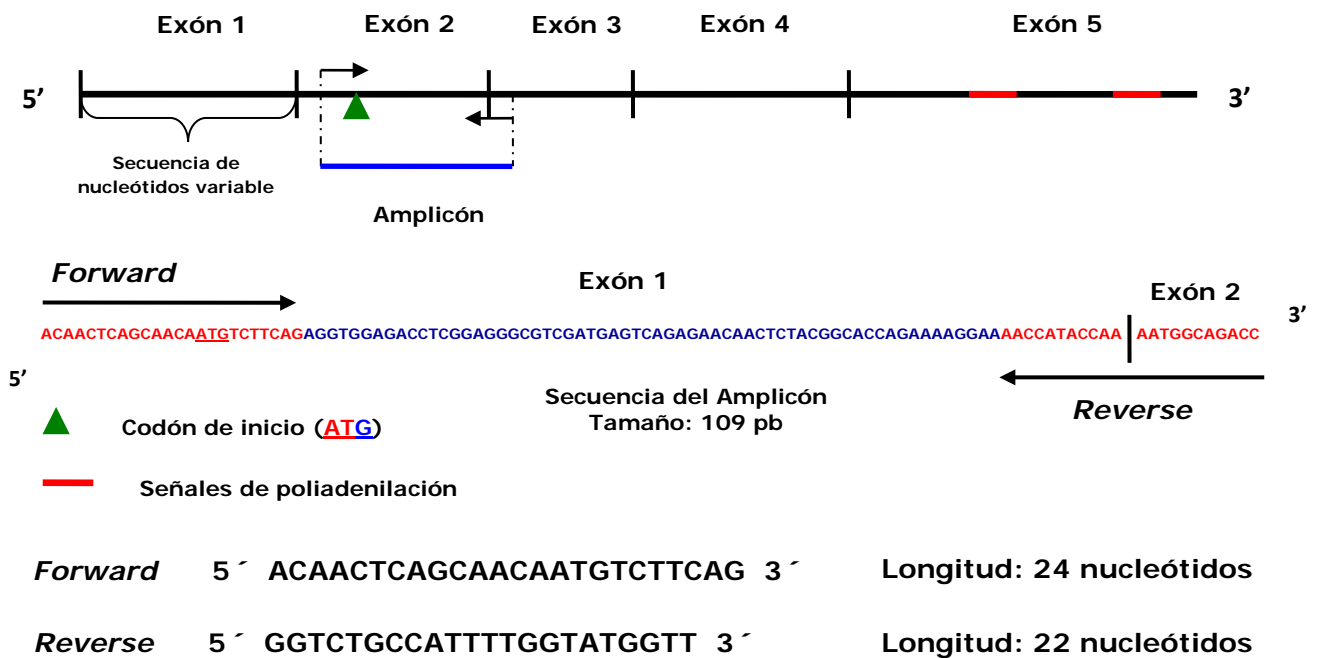 Exón 1 Exón 2 Exón 3 Exón 4 Exón 5
5’ 3’
Secuencia de
nucleótidos variable
Amplicón
Forward Exón 1 Exón 2
3’
ACAACTCAGCAACAATGTCTTCAGAGGTGGAGACCTCGGAGGGCGTCGATGAGTCAGAGAACAACTCTACGGCACCAGAAAAGGAAAACCATACCAA AATGGCAGACC
5’
Secuencia del Amplicón
Tamaño: 109 pb
Reverse
Codón de inicio (ATG)
Señales de poliadenilación
Forward 5 ´ ACAACTCAGCAACAATGTCTTCAG 3 ´ Longitud: 24 nucleótidos
Reverse 5 ´ GGTCTGCCATTTTGGTATGGTT 3 ´ Longitud: 22 nucleótidos